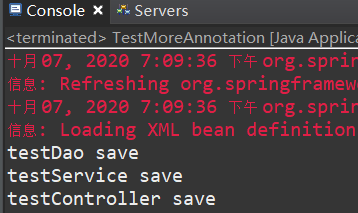 Console Servers
<terminated> TestMoreAnnotation [Java Applica
十月 07, 2020 7:09:36 下午 org.sprin
信息: Refreshing org.springframew
十月 07, 2020 7:09:36 下午 org.sprin
信息: Loading XML bean definition
testDao save
testService save
testController save